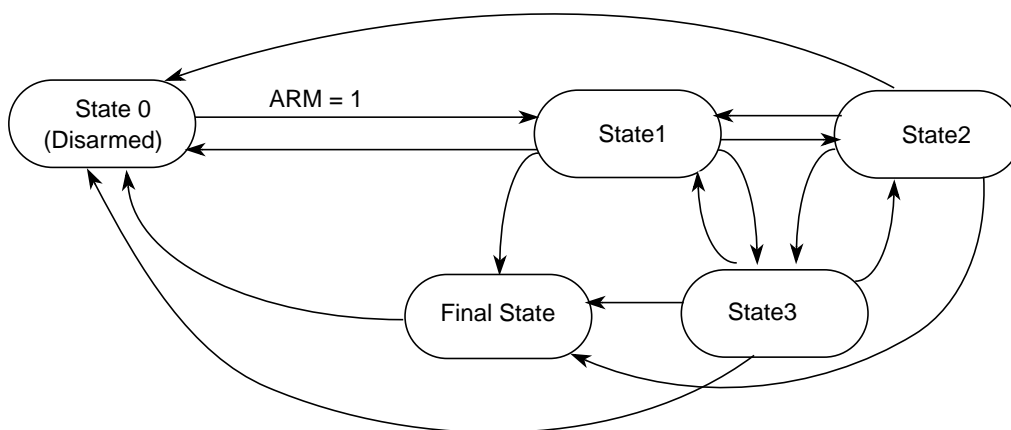 State 0
(Disarmed)
ARM = 1
State1
State2
Final State
State3